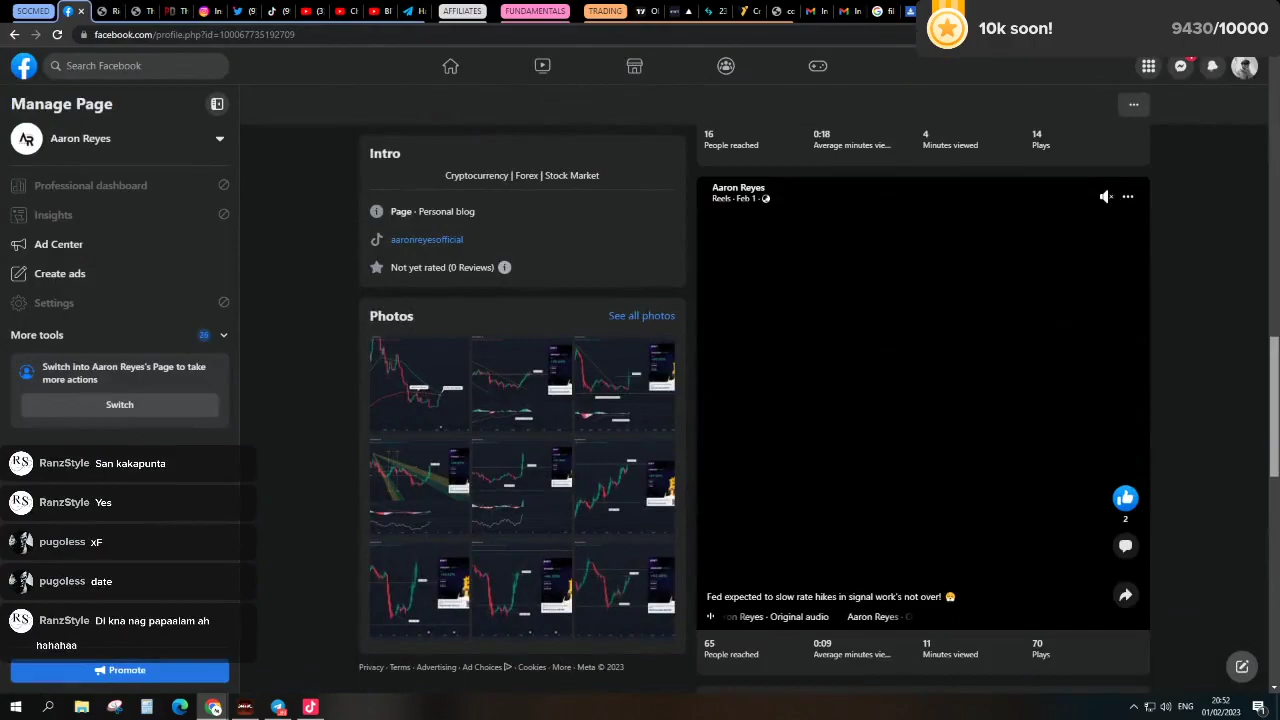 SOCMED
AFFILIATES
FUNDAMENTALS
TRADING
10k soon!
9430/10000
facebook.com/profile.php?id=100067735192709
Search Facebook
Manage Page
Aaron Reyes
Professional dashboard
Insights
Ad Center
Create ads
Settings
More tools
26
Switch into Aaron Reyes's Page to take
more actions
Switch
RanzStyle San kakapunta
RanzStyle Yes
pugoless xF
pugoless date
RanzStyle Di luming papaalam ah
hahahaa
Promote
Intro
Cryptocurrency | Forex | Stock Market
Page · Personal blog
aaronreyesofficial
Not yet rated (0 Reviews)
Photos
See all photos
Privacy · Terms · Advertising · Ad Choices · Cookies · More · Meta © 2023
16
People reached
0:18
Average minutes vie...
4
Minutes viewed
14
Plays
Aaron Reyes
Reels · Feb 1 ·
2
Fed expected to slow rate hikes in signal work's not over! 😤
ron Reyes · Original audio
Aaron Reyes ·
65
People reached
0:09
Average minutes vie...
11
Minutes viewed
70
Plays
ENG
20:52
01/02/2023